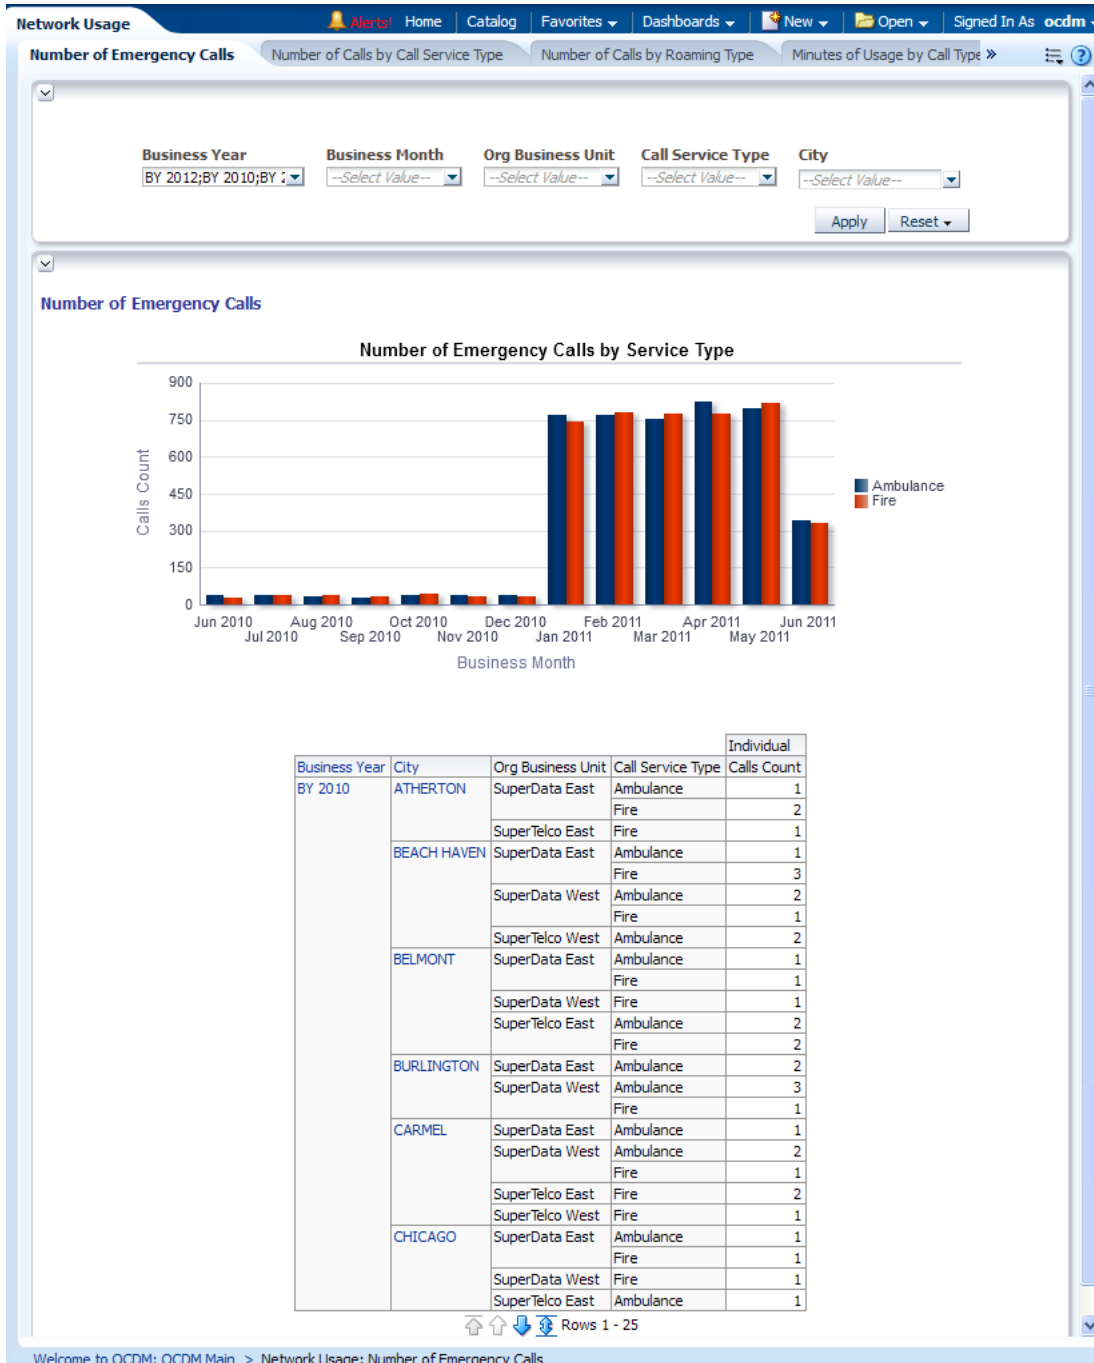 Network Usage
Alerts! Home Catalog Favorites Dashboards New Open Signed In As ocdm
Number of Emergency Calls Number of Calls by Call Service Type Number of Calls by Roaming Type Minutes of Usage by Call Type »
Business Year Business Month Org Business Unit Call Service Type City
BY 2012;BY 2010;BY --Select Value-- --Select Value-- --Select Value-- --Select Value--
Apply Reset
Number of Emergency Calls
Number of Emergency Calls by Service Type
900
750
600
450
300
150
0
Calls Count
Ambulance
Fire
Jun 2010 Aug 2010 Oct 2010 Dec 2010 Feb 2011 Apr 2011 Jun 2011
Jul 2010 Sep 2010 Nov 2010 Jan 2011 Mar 2011 May 2011
Business Month
Individual
Business Year City Org Business Unit Call Service Type Calls Count
BY 2010 ATHERTON SuperData East Ambulance 1
Fire 2
SuperTelco East Fire 1
BEACH HAVEN SuperData East Ambulance 1
Fire 3
SuperData West Ambulance 2
Fire 1
SuperTelco West Ambulance 2
BELMONT SuperData East Ambulance 1
Fire 1
SuperData West Fire 1
SuperTelco East Ambulance 2
Fire 2
BURLINGTON SuperData East Ambulance 2
SuperData West Ambulance 3
Fire 1
CARMEL SuperData East Ambulance 1
SuperData West Ambulance 2
Fire 1
SuperTelco East Fire 2
SuperTelco West Fire 1
CHICAGO SuperData East Ambulance 1
Fire 1
SuperData West Fire 1
SuperTelco East Ambulance 1
Rows 1 - 25
Welcome to OCDM: OCDM Main > Network Usage: Number of Emergency Calls